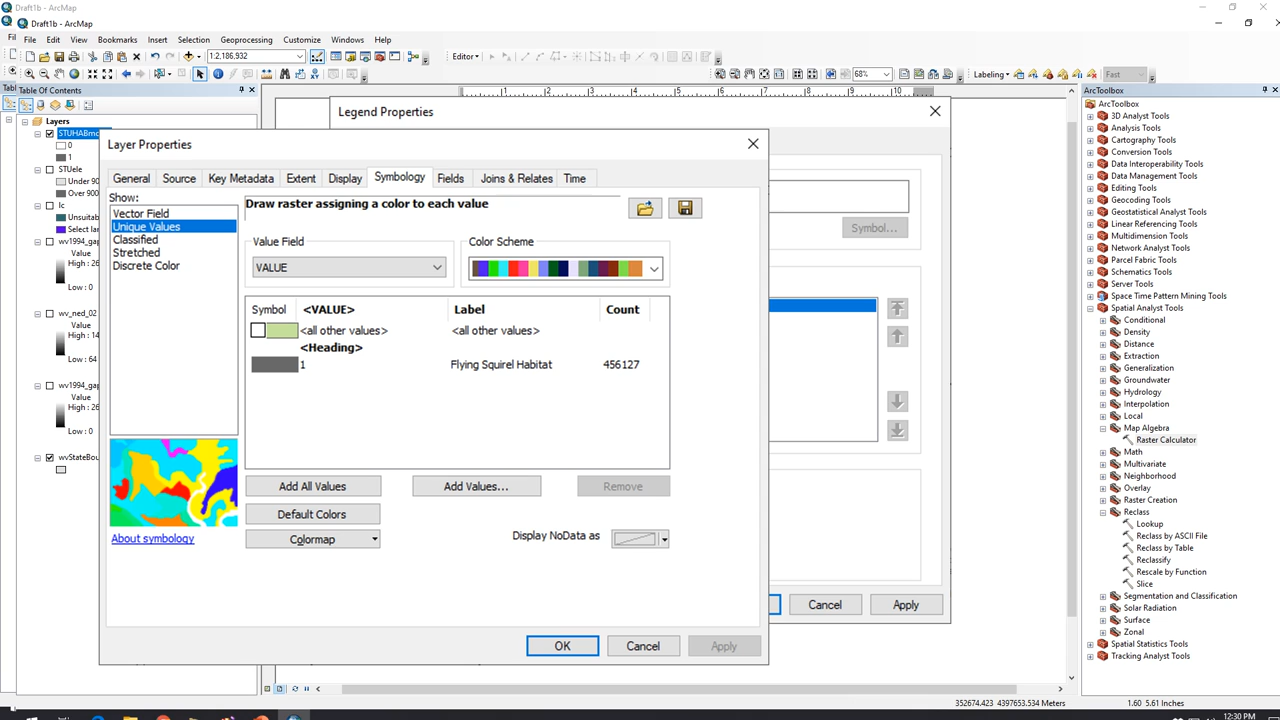 Draft1b - ArcMap
Draft1b - ArcMap
File Edit View Bookmarks Insert Selection Geoprocessing Customize Windows Help
1:2,186,932
Editor
68%
Labeling
Fast
Table Of Contents
Layers
0
1
STUele
Under 90
Over 900
lc
Unsuitab
Select lan
wv1994_gap
Value
High : 26
Low : 0
wv_ned_02
Value
High : 14
Low : 64
wv1994_gap
Value
High : 26
Low : 0
wvStateBou
Legend Properties
Symbol...
Cancel
Apply
Layer Properties
General Source Key Metadata Extent Display Symbology Fields Joins & Relates Time
Show:
Vector Field
Unique Values
Classified
Stretched
Discrete Color
About symbology
Draw raster assigning a color to each value
Value Field
VALUE
Color Scheme
Symbol <VALUE> Label Count
<all other values> <all other values>
<Heading>
1 Flying Squirel Habitat 456127
Add All Values
Add Values...
Remove
Default Colors
Colormap
Display NoData as
OK
Cancel
Apply
ArcToolbox
ArcToolbox
3D Analyst Tools
Analysis Tools
Cartography Tools
Conversion Tools
Data Interoperability Tools
Data Management Tools
Editing Tools
Geocoding Tools
Geostatistical Analyst Tools
Linear Referencing Tools
Multidimension Tools
Network Analyst Tools
Parcel Fabric Tools
Schematics Tools
Server Tools
Space Time Pattern Mining Tools
Spatial Analyst Tools
Conditional
Density
Distance
Extraction
Generalization
Groundwater
Hydrology
Interpolation
Local
Map Algebra
Raster Calculator
Math
Multivariate
Neighborhood
Overlay
Raster Creation
Reclass
Lookup
Reclass by ASCII File
Reclass by Table
Reclassify
Rescale by Function
Slice
Segmentation and Classification
Solar Radiation
Surface
Zonal
Spatial Statistics Tools
Tracking Analyst Tools
352674.423 4397653.534 Meters
1.60 5.61 Inches
12:30 PM